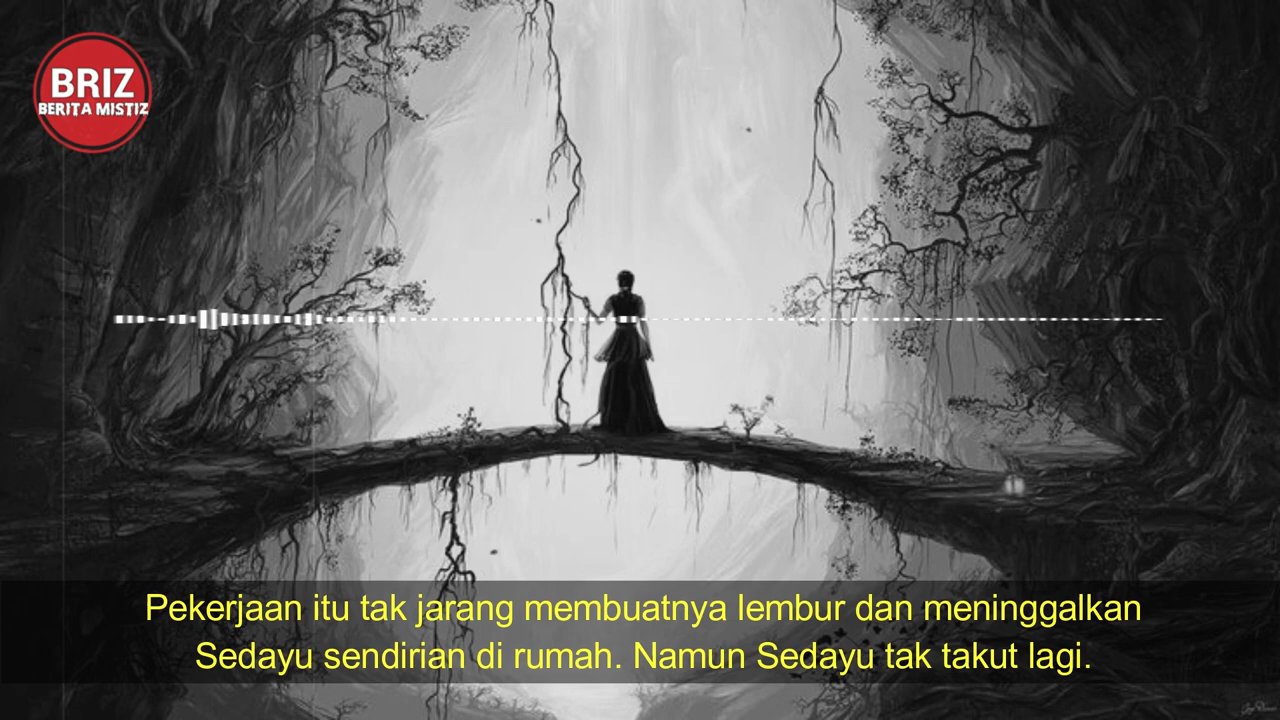 BRIZ
BERITA MISTIZ
Pekerjaan itu tak jarang membuatnya lembur dan meninggalkan
Sedayu sendirian di rumah. Namun Sedayu tak takut lagi.